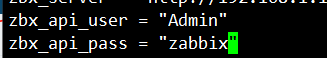 zbx_api_user = "Admin"
zbx_api_pass = "zabbix"